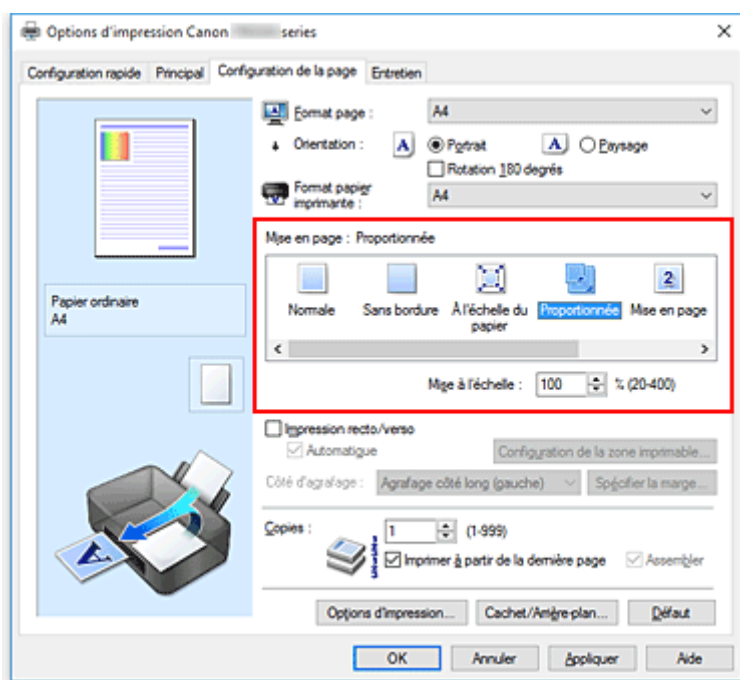 Options d'impression Canon series
Configuration rapide Principal Configuration de la page Entretien
Format page : A4
Orientation : A Portrait A Paysage
Rotation 180 degrés
Format papier
imprimante : A4
Mise en page : Proportionnée
2
Normale Sans bordure À l'échelle du Proportionnée Mise en page
papier
Mise à l'échelle : 100 % (20-400)
Papier ordinaire
A4
Impression recto/verso
Automatique Configuration de la zone imprimable...
Côté d'agrafage : Agrafage côté long (gauche) Spécifier la marge...
Copies : 1 (1-999)
Imprimer à partir de la dernière page Assembler
A
Options d'impression... Cachet/Arrière-plan... Défaut
OK Annuler Appliquer Aide